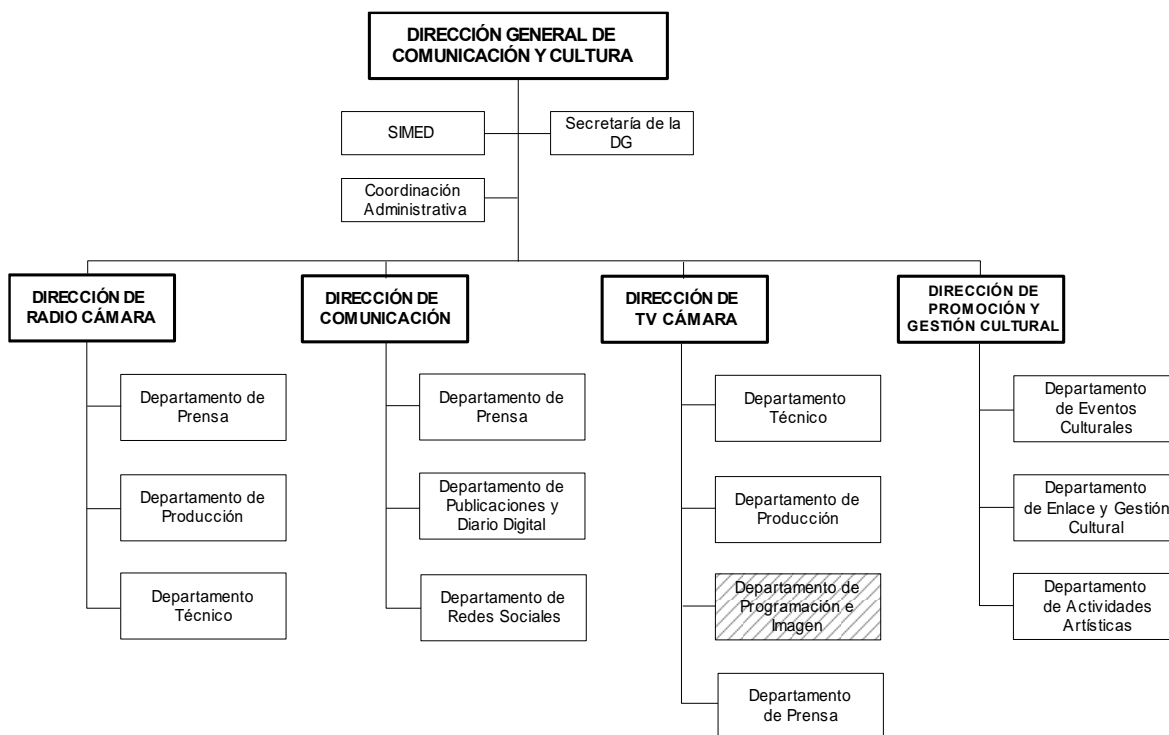 DIRECCIÓN GENERAL DE
COMUNICACIÓN Y CULTURA
SIMED
Secretaría de la
DG
Coordinación
Administrativa
DIRECCIÓN DE
RADIO CÁMARA
DIRECCIÓN DE
COMUNICACIÓN
DIRECCIÓN DE
TV CÁMARA
DIRECCIÓN DE
PROMOCIÓN Y
GESTIÓN CULTURAL
Departamento de
Prensa
Departamento de
Producción
Departamento
Técnico
Departamento de
Prensa
Departamento de
Publicaciones y
Diario Digital
Departamento de
Redes Sociales
Departamento
Técnico
Departamento de
Producción
Departamento de
Programación e
Imagen
Departamento
de Prensa
Departamento
de Eventos
Culturales
Departamento
de Enlace y Gestión
Cultural
Departamento
de Actividades
Artísticas